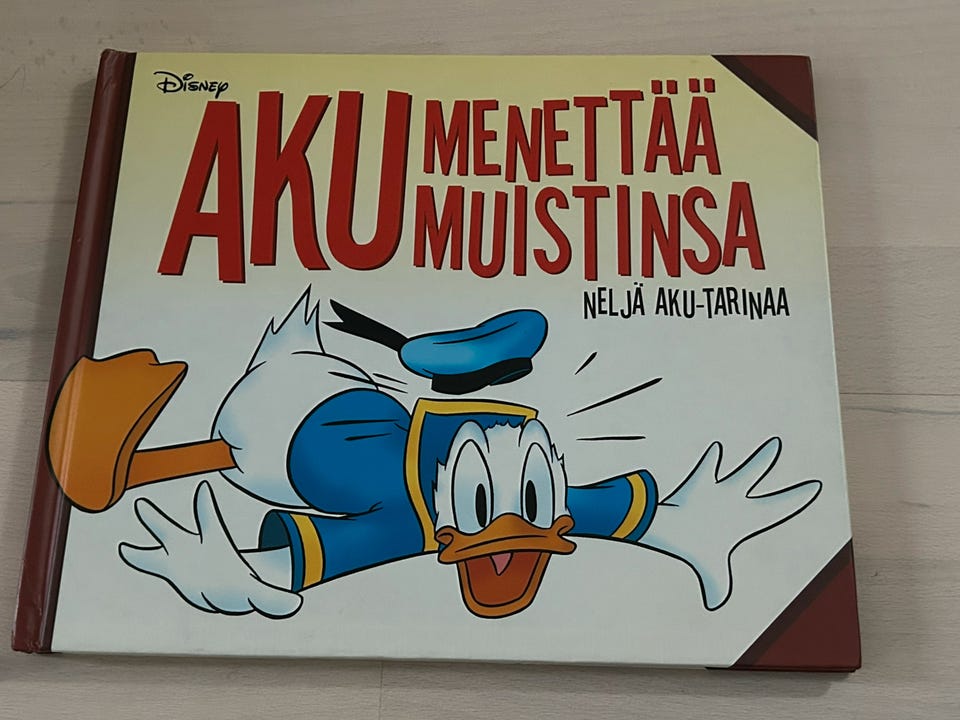 Disney
AKU MENETTÄÄ
MUISTINSA
NELJÄ AKU-TARINAA